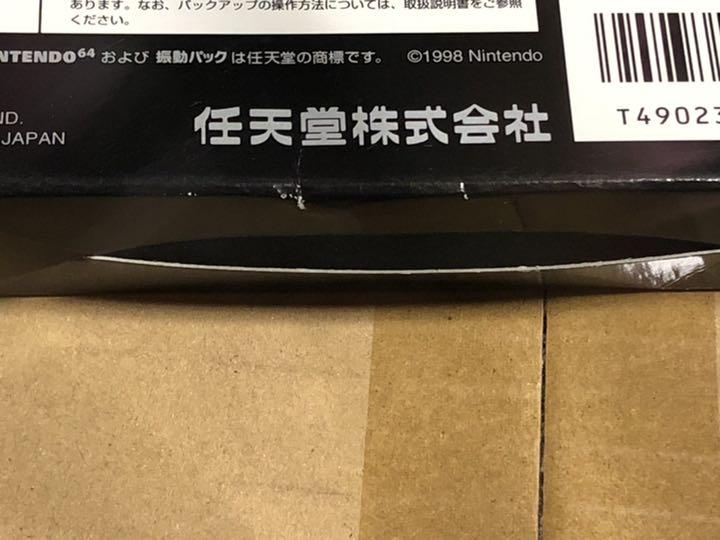 あります。なお、バックアップの操作方法については、取扱説明書をご参照
ください。
NINTENDO64 および 振動パックは任天堂の商標です。 ©1998 Nintendo
ND.
JAPAN
任天堂株式会社
T49023